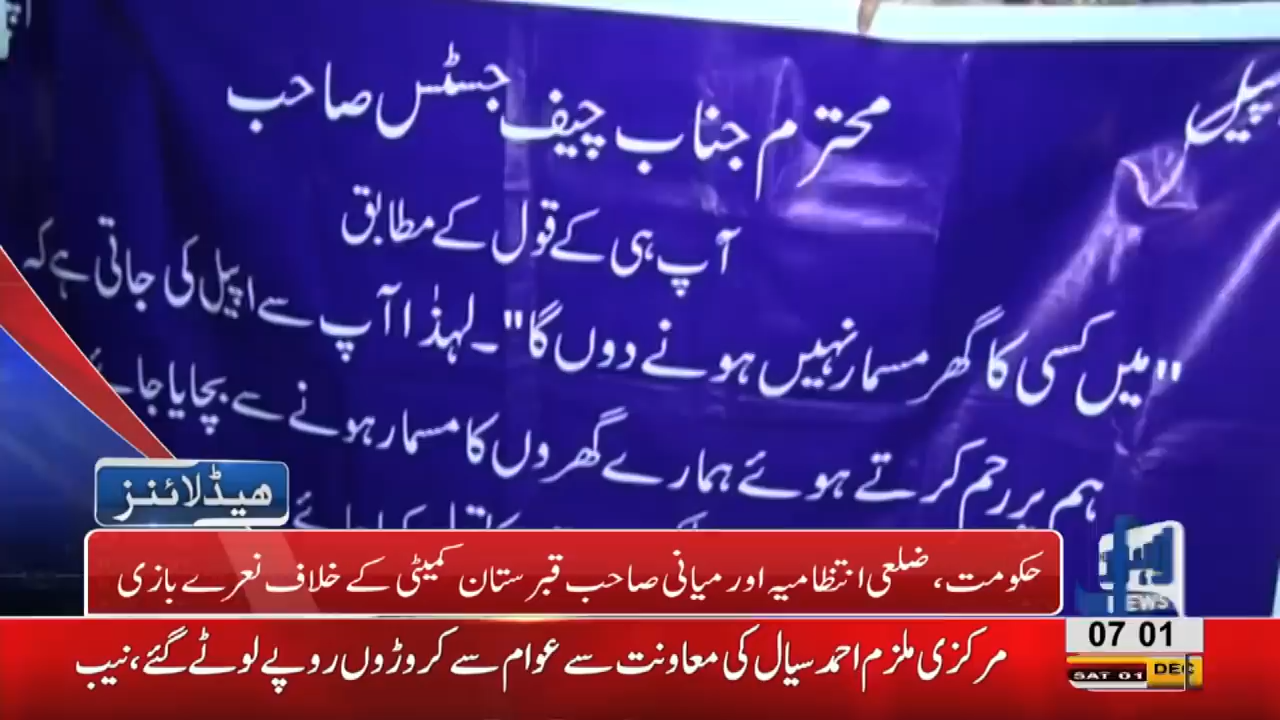 اپیل
محترم جناب چیف جسٹس صاحب
آپ ہی کے قول کے مطابق
"میں کسی کا گھر مسمار نہیں ہونے دوں گا"۔ لہذٰا آپ سے اپیل کی جاتی ہے کہ
ہم پر رحم کرتے ہوئے ہمارے گھروں کا مسمار ہونے سے بچایا جائے
ھیڈلائنز
حکومت، ضلعی انتظامیہ اور میانی صاحب قبرستان کمیٹی کے خلاف نعرے بازی
NEWS
مرکزی ملزم احمد سیال کی معاونت سے عوام سے کروڑوں روپے لوٹے گئے، نیب
07 01
SAT 01 DEC